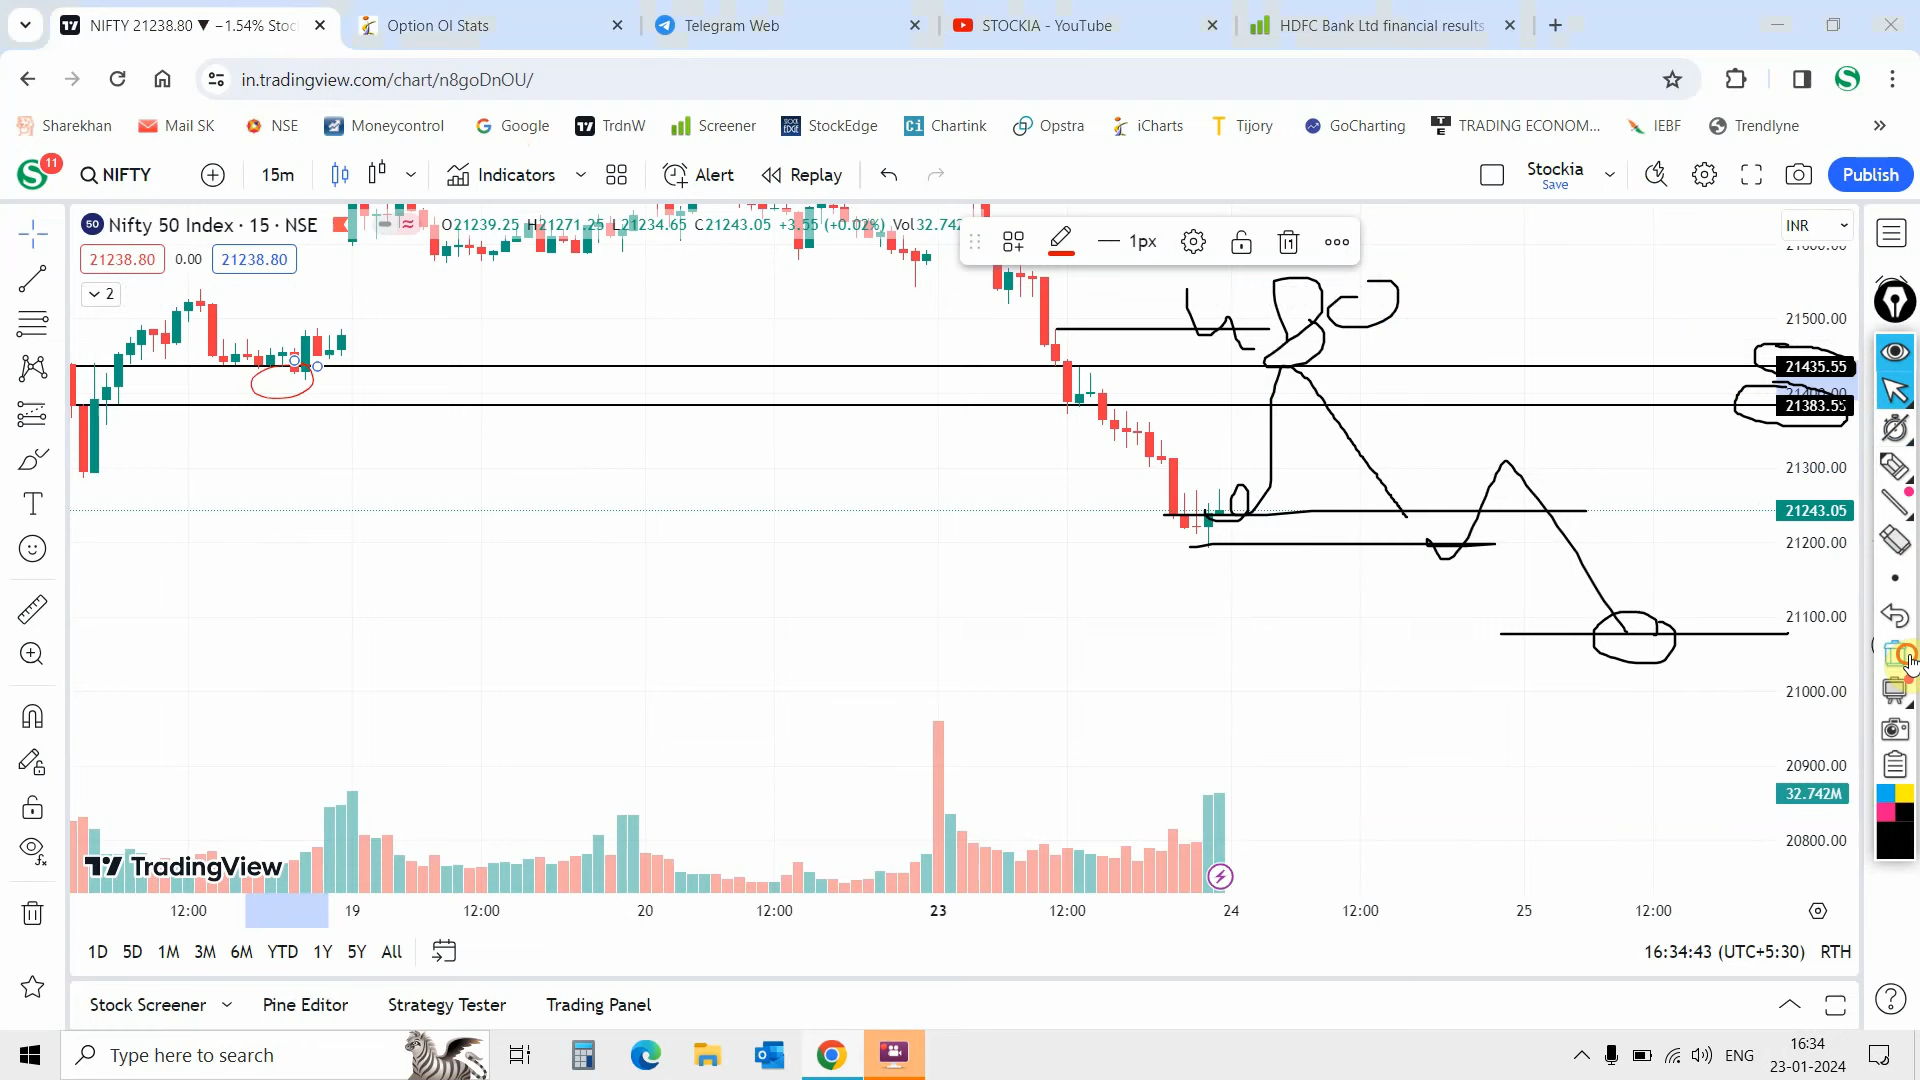 NIFTY 21238.80 ▼ −1.54% Stoc
Option OI Stats
Telegram Web
STOCKIA - YouTube
HDFC Bank Ltd financial results
in.tradingview.com/chart/n8goDnOU/
Sharekhan
Mail SK
NSE
Moneycontrol
Google
TrdnW
Screener
StockEdge
Chartink
Opstra
iCharts
Tijory
GoCharting
TRADING ECONOM...
IEBF
Trendlyne
11
NIFTY
15m
Indicators
Alert
Replay
Stockia
Save
Publish
50 Nifty 50 Index · 15 · NSE
O21239.25 H21271.25 L21234.65 C21243.05 +3.55 (+0.02%) Vol32.742
1px
INR
21238.80
0.00
21238.80
2
21500.00
21435.55
21383.55
21300.00
21243.05
21200.00
21100.00
21000.00
20900.00
32.742M
20800.00
TradingView
12:00
19
12:00
20
12:00
23
12:00
24
12:00
25
12:00
1D 5D 1M 3M 6M YTD 1Y 5Y All
16:34:43 (UTC+5:30) RTH
Stock Screener
Pine Editor
Strategy Tester
Trading Panel
Type here to search
ENG
16:34
23-01-2024